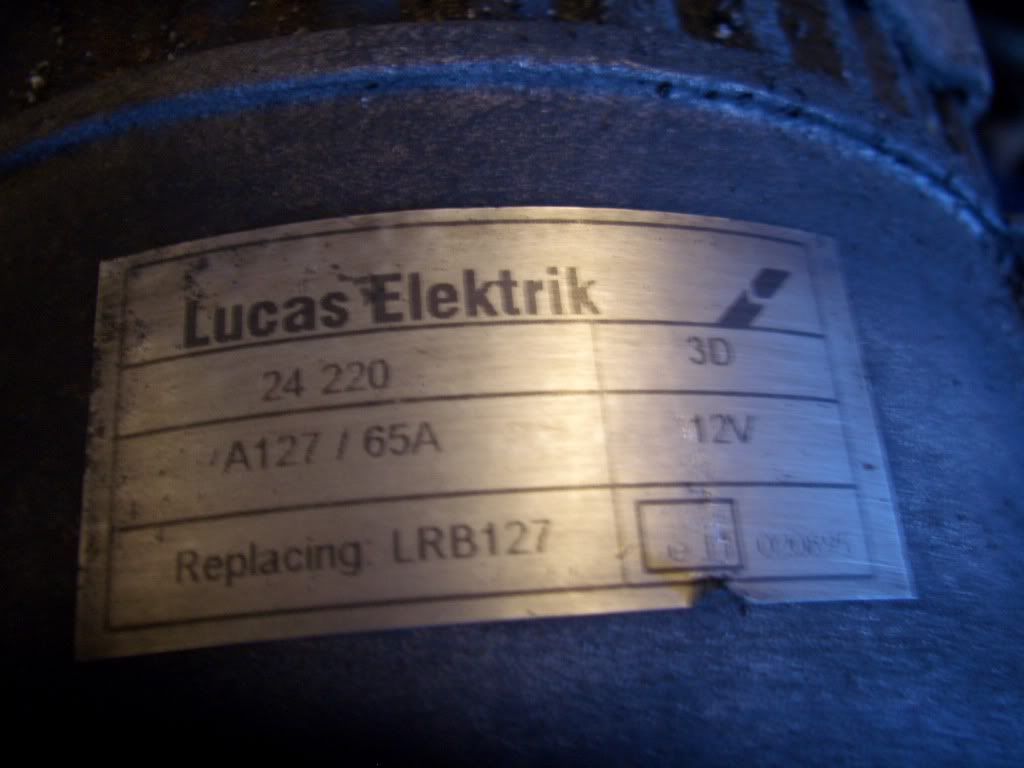 Lucas Elektrik
24 220 3D
A127 / 65A 12V
Replacing: LRB127